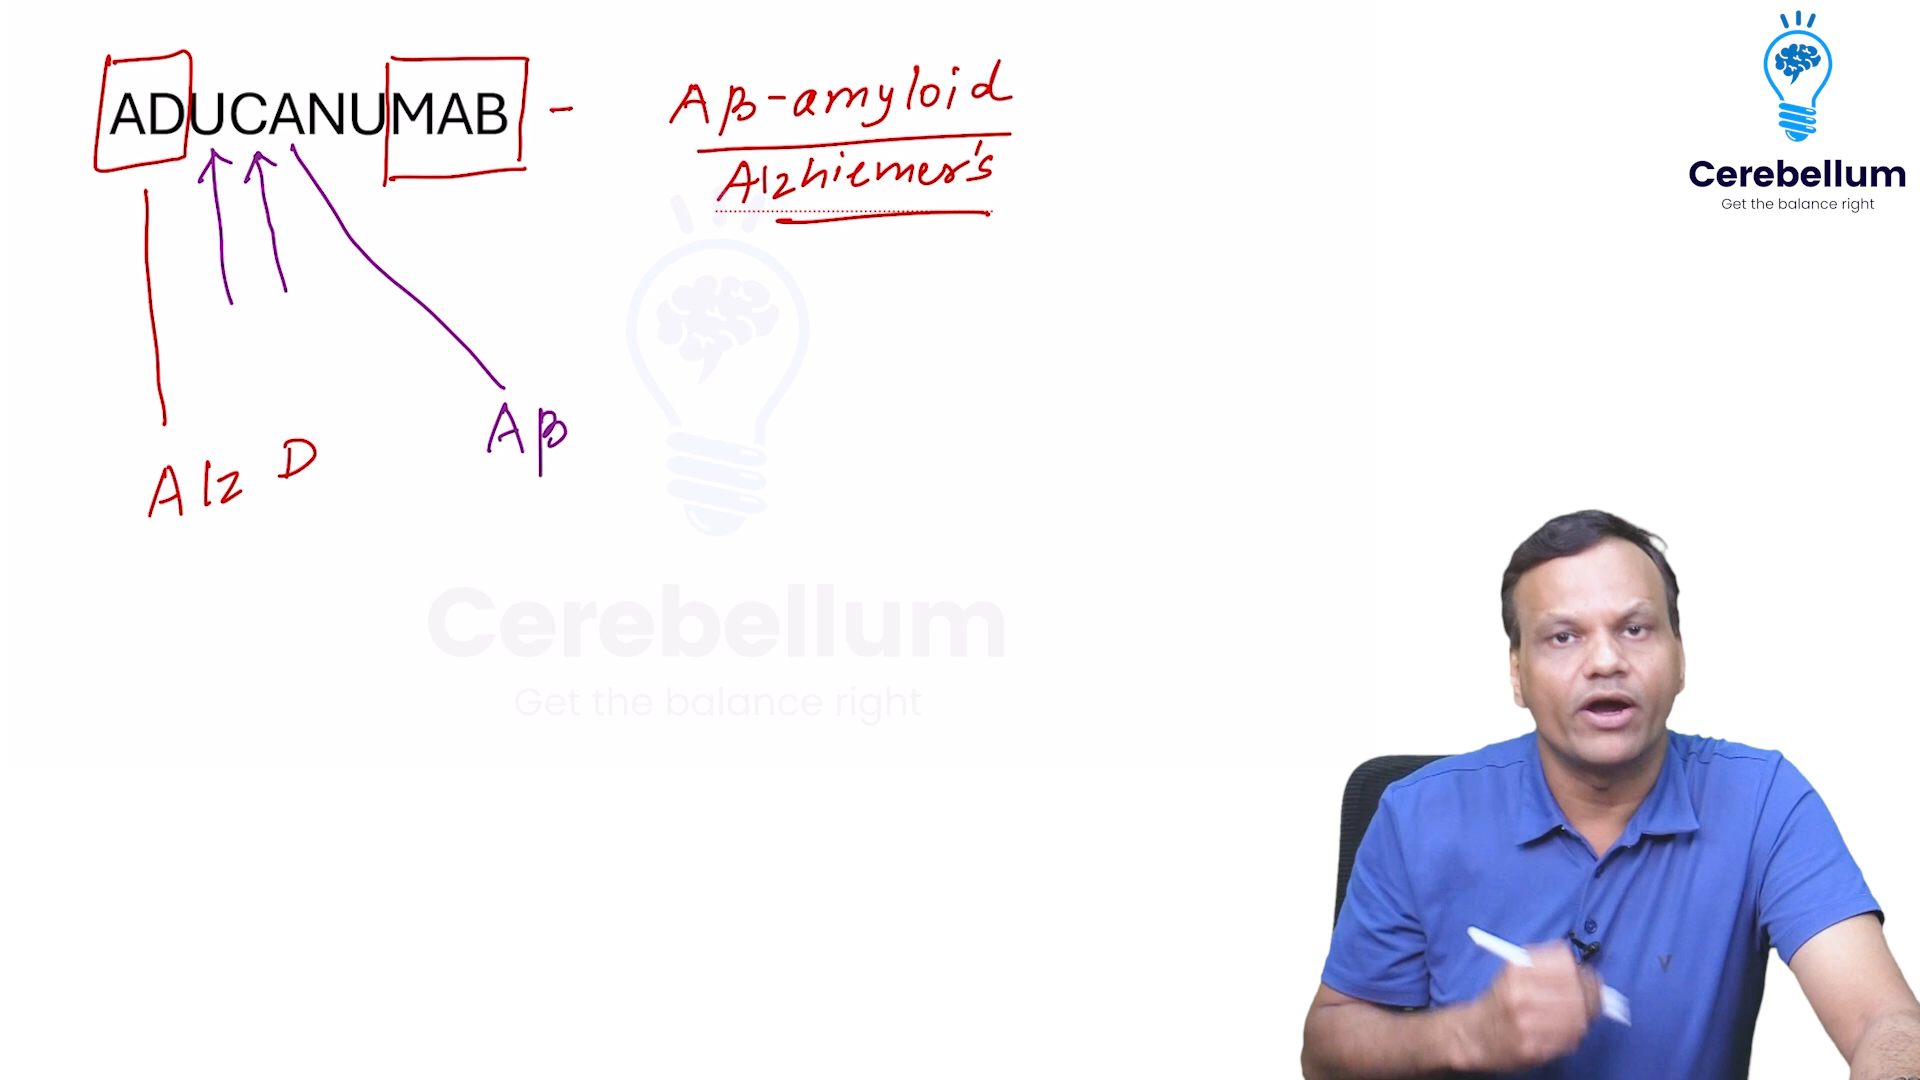 ADUCANUMAB - Aβ-amyloid
Alzhiemer's
Aβ
Alz D
Cerebellum
Get the balance right
Cerebellum
Get the balance right